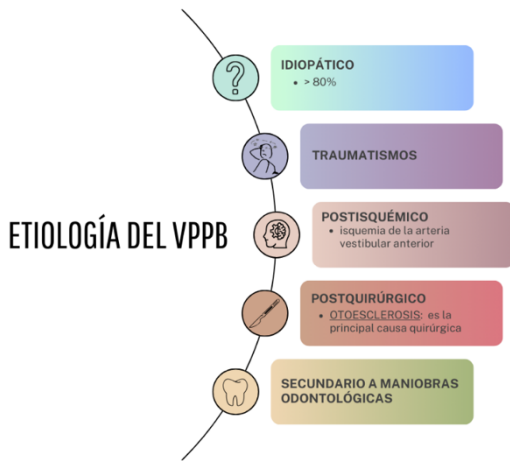 IDIOPÁTICO
• > 80%
TRAUMATISMOS
ETIOLOGÍA DEL VPPB
POSTISQUÉMICO
• isquemia de la arteria
vestibular anterior
POSTQUIRÚRGICO
• OTOESCLEROSIS: es la
principal causa quirúrgica
SECUNDARIO A MANIOBRAS
ODONTOLÓGICAS